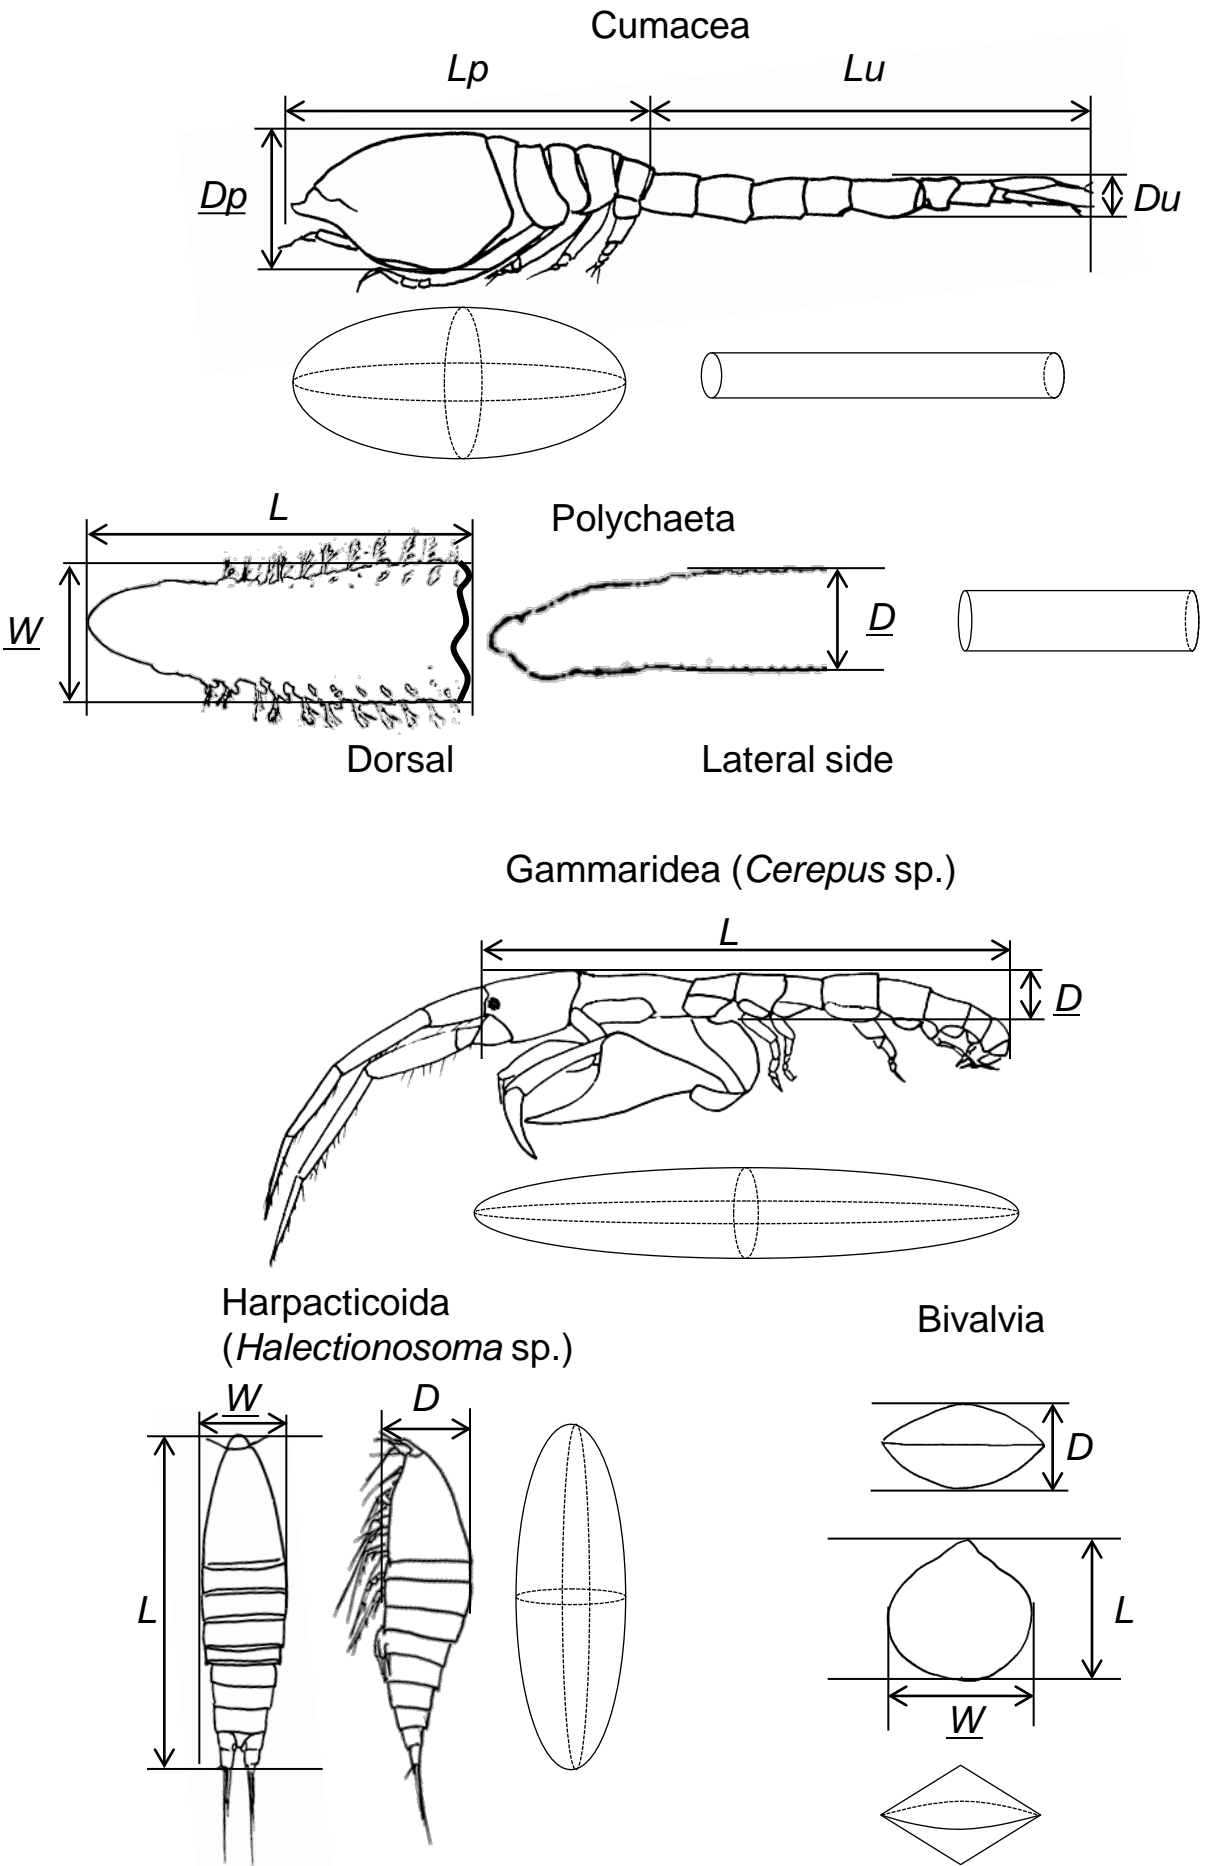 Cumacea
Lp Lu
Dp
Du
L
Polychaeta
W
D
Dorsal Lateral side
Gammaridea (Cerepus sp.)
L
D
Harpacticoida
(Halectionosoma sp.)
Bivalvia
W D
D
L
L
W